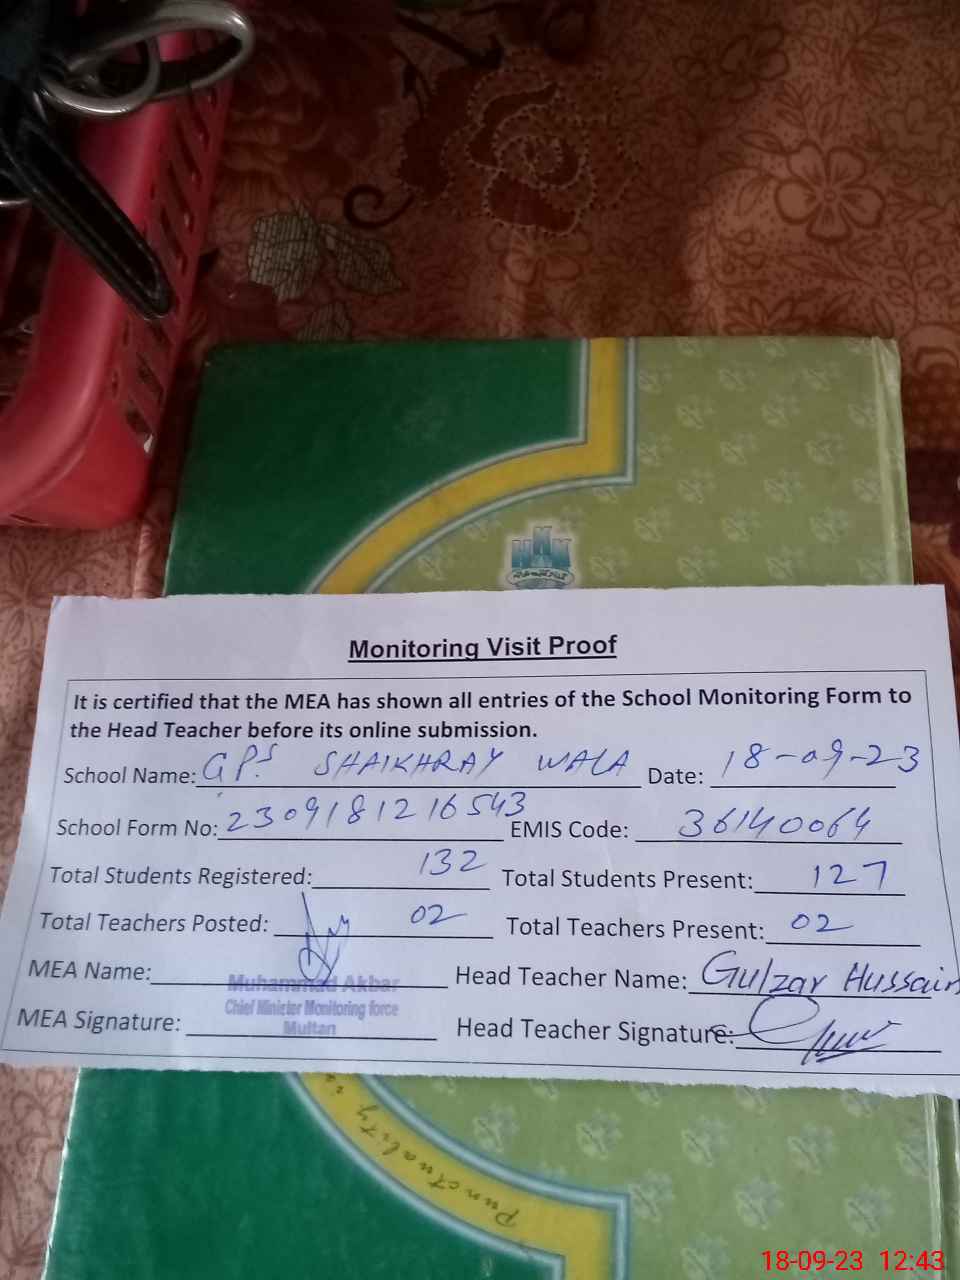 Monitoring Visit Proof
It is certified that the MEA has shown all entries of the School Monitoring Form to
the Head Teacher before its online submission.
School Name: G.P.S SHAIKHRAY WALA Date: 18-09-23
School Form No: 2309181216543 EMIS Code: 36140064
Total Students Registered: 132 Total Students Present: 127
Total Teachers Posted: 02 Total Teachers Present: 02
MEA Name: Muhammad Akbar Head Teacher Name: Gulzar Hussain
Chief Minister Monitoring force
Multan
MEA Signature: Head Teacher Signature:
Punctuality is
18-09-23 12:43